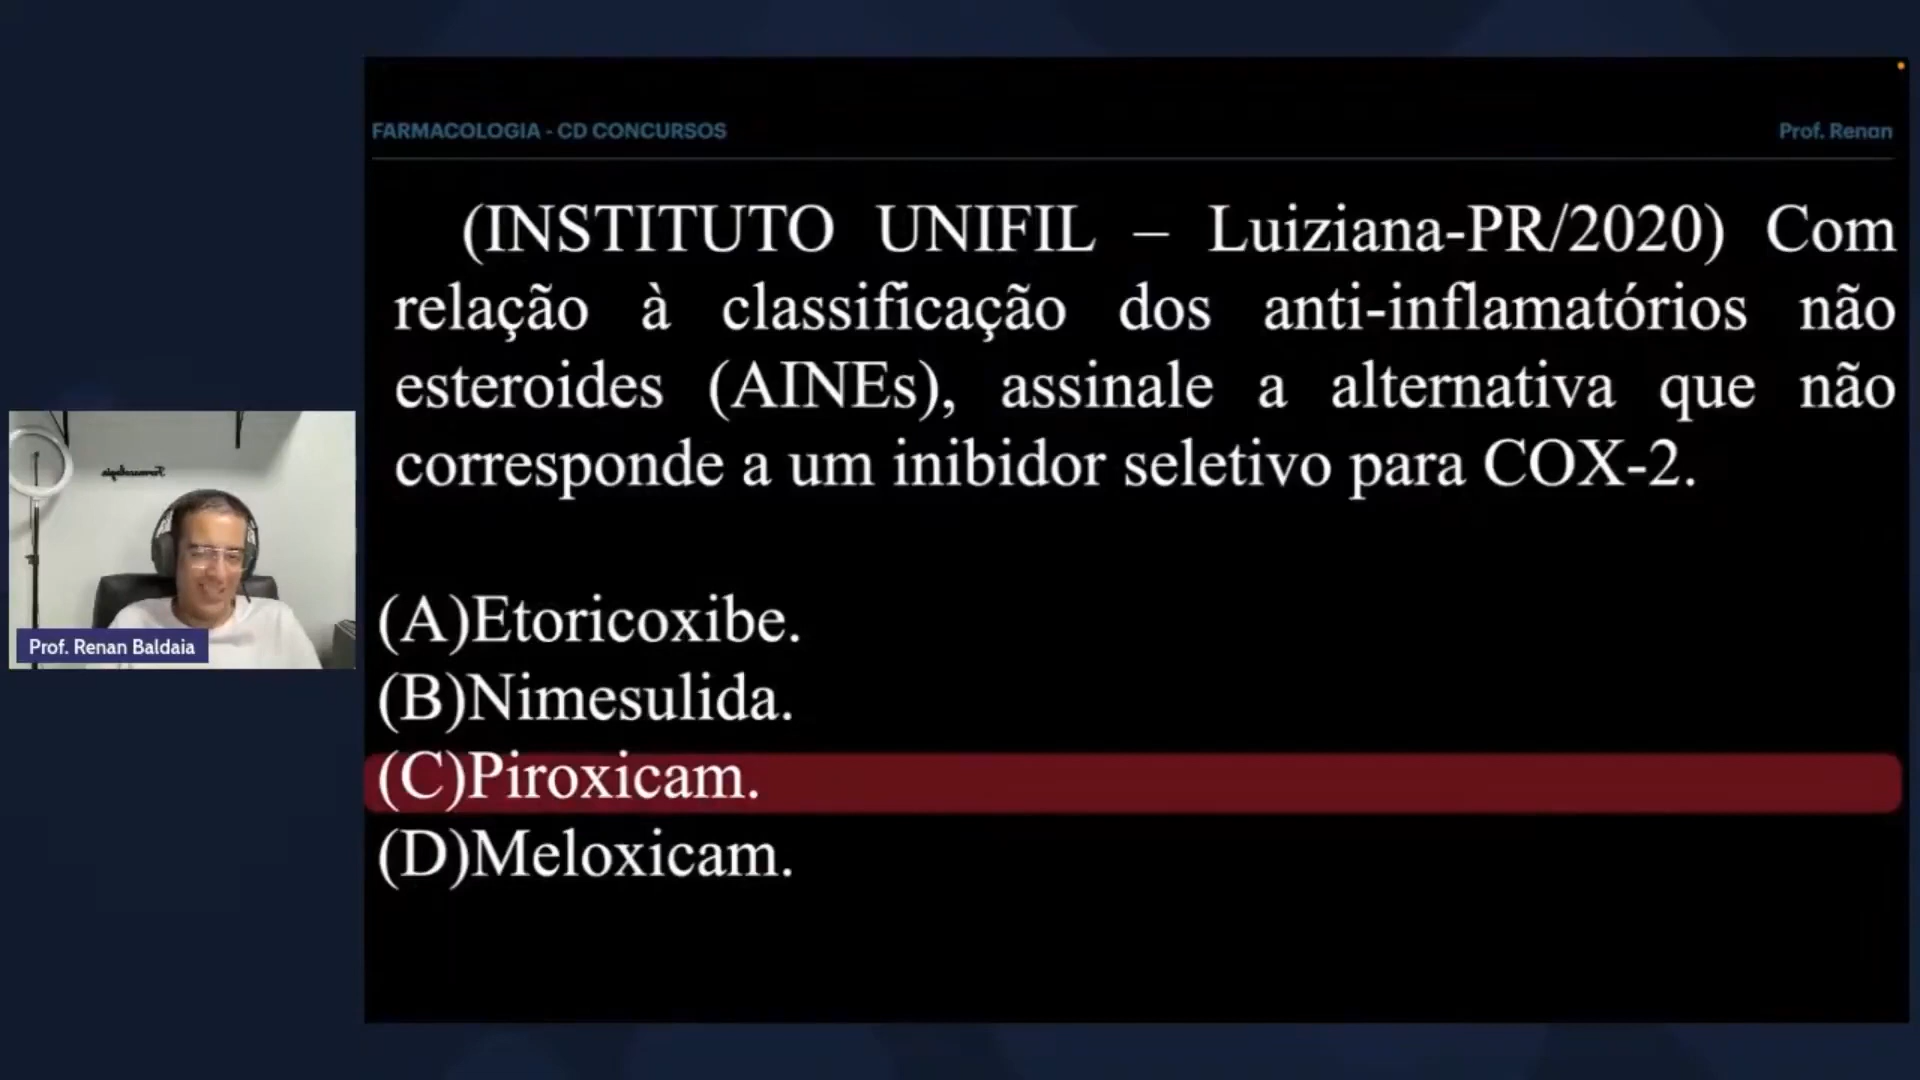 FARMACOLOGIA - CD CONCURSOS
Prof. Renan
(INSTITUTO UNIFIL – Luiziana-PR/2020) Com
relação à classificação dos anti-inflamatórios não
esteroides (AINEs), assinale a alternativa que não
corresponde a um inibidor seletivo para COX-2.
(A)Etoricoxibe.
(B)Nimesulida.
(C)Piroxicam.
(D)Meloxicam.
Farmacologia
Prof. Renan Baldaia